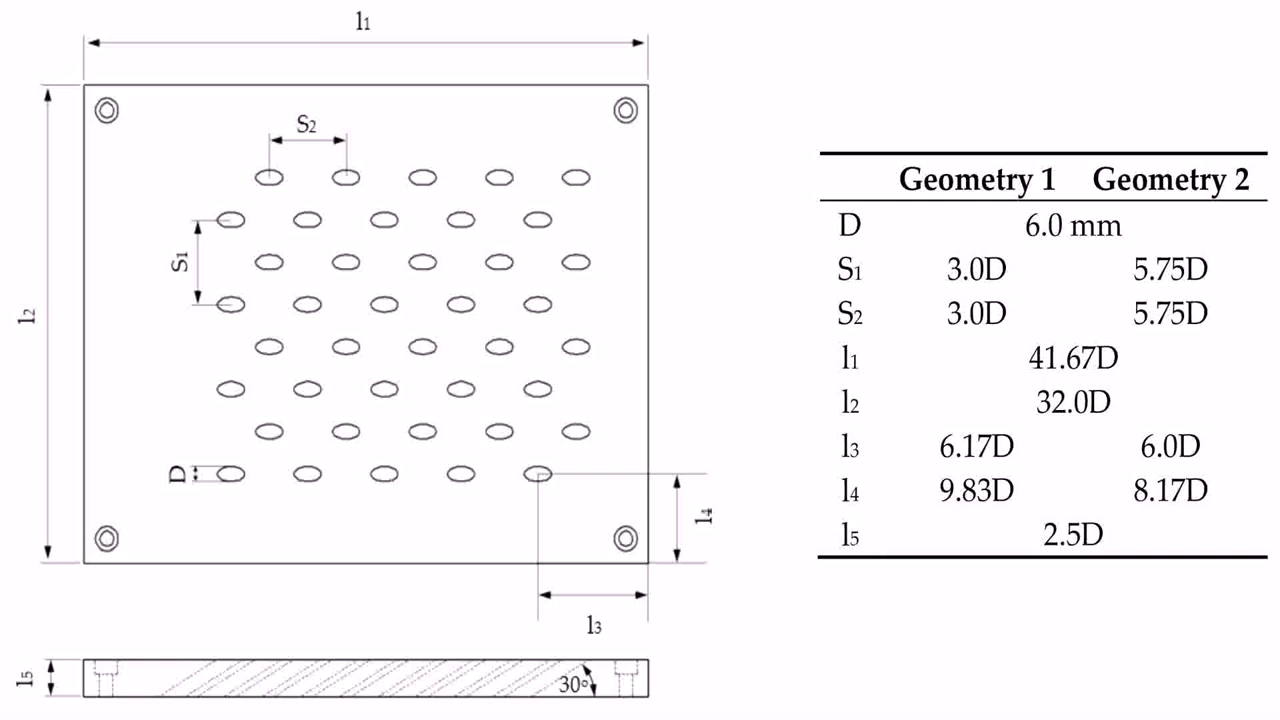 l1
S2
S1
l2
D
l4
l3
l5
30°
Geometry 1 Geometry 2
D 6.0 mm
S1 3.0D 5.75D
S2 3.0D 5.75D
l1 41.67D
l2 32.0D
l3 6.17D 6.0D
l4 9.83D 8.17D
l5 2.5D